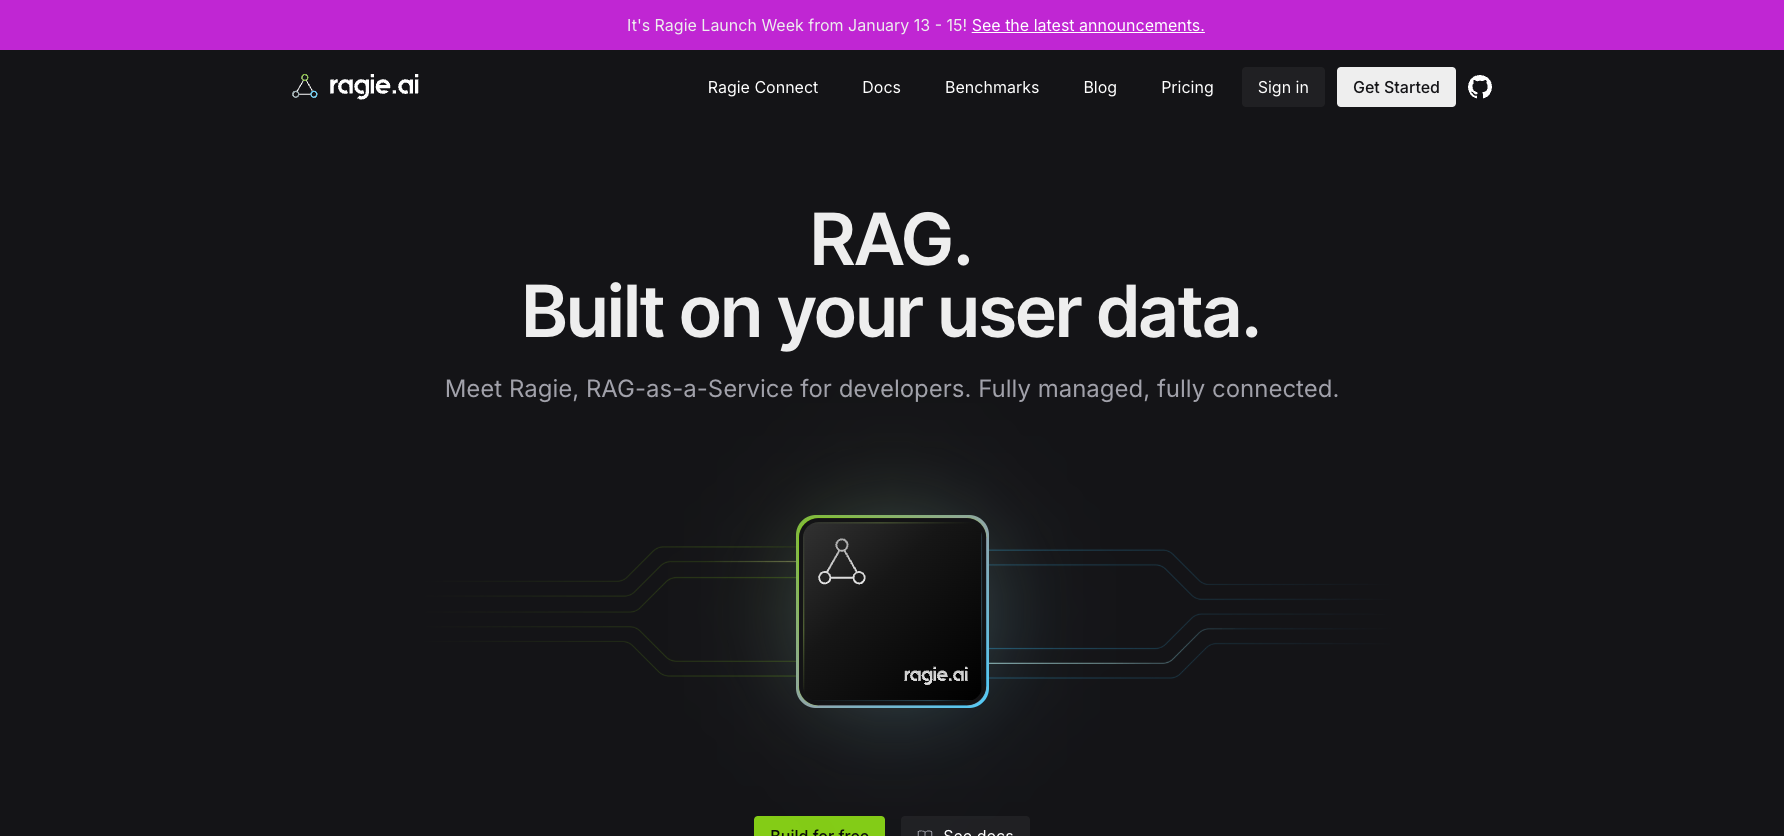 It's Ragie Launch Week from January 13 - 15! See the latest announcements.
ragie.ai
Ragie Connect
Docs
Benchmarks
Blog
Pricing
Sign in
Get Started
RAG.
Built on your user data.
Meet Ragie, RAG-as-a-Service for developers. Fully managed, fully connected.
ragie.ai
Build for free
See docs